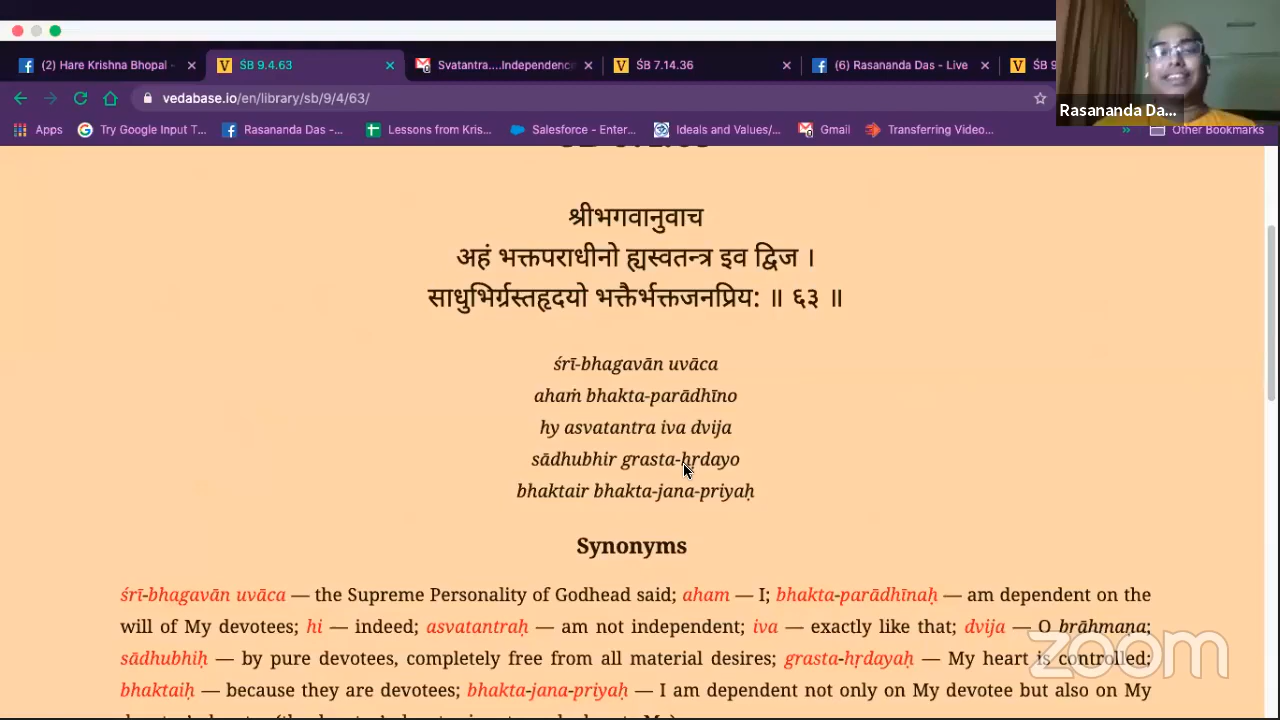 (2) Hare Krishna Bhopal - ŚB 9.4.63 Svatantra....Independenc ŚB 7.14.36 (6) Rasananda Das - Live ŚB 9
vedabase.io/en/library/sb/9/4/63/
Rasananda Da...
Apps Try Google Input T... Rasananda Das -... Lessons from Kris... Salesforce - Enter... Ideals and Values/... Gmail Transferring Video... Other Bookmarks
श्रीभगवानुवाच
अहं भक्तपराधीनो ह्यस्वतन्त्र इव द्विज ।
साधुभिर्ग्रस्तहृदयो भक्तैर्भक्तजनप्रिय: ॥ ६३ ॥
śrī-bhagavān uvāca
ahaṁ bhakta-parādhīno
hy asvatantra iva dvija
sādhubhir grasta-hṛdayo
bhaktair bhakta-jana-priyaḥ
Synonyms
śrī-bhagavān uvāca — the Supreme Personality of Godhead said; aham — I; bhakta-parādhīnaḥ — am dependent on the
will of My devotees; hi — indeed; asvatantraḥ — am not independent; iva — exactly like that; dvija — O brāhmaṇa;
sādhubhiḥ — by pure devotees, completely free from all material desires; grasta-hṛdayaḥ — My heart is controlled;
bhaktaiḥ — because they are devotees; bhakta-jana-priyaḥ — I am dependent not only on My devotee but also on My
zoom